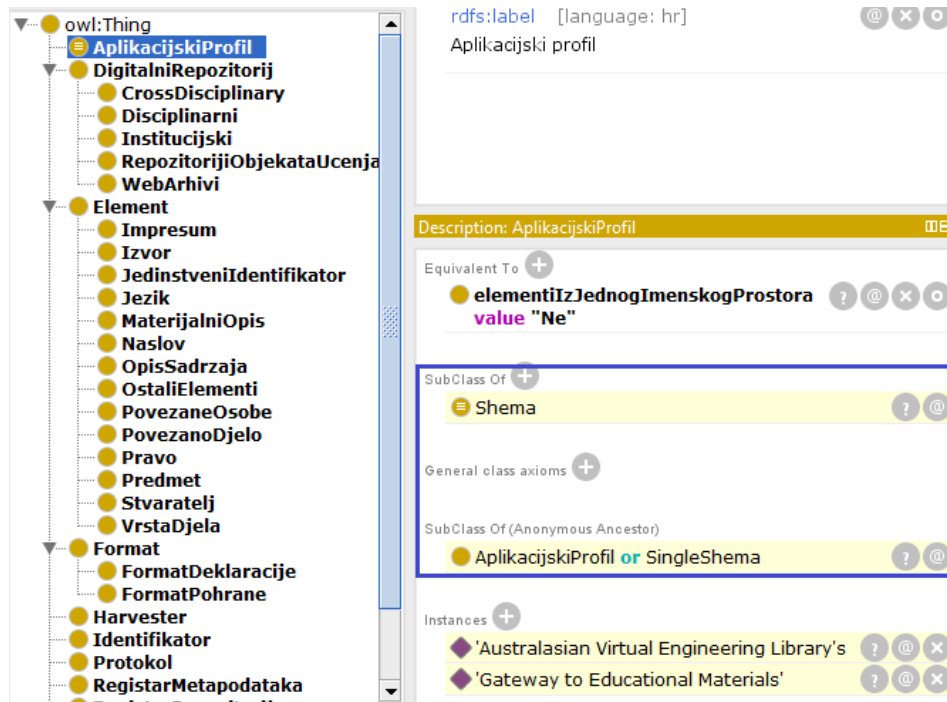 owl:Thing
AplikacijskiProfil
DigitalniRepozitorij
CrossDisciplinary
Disciplinarni
Institucijski
RepozitorijiObjekataUcenja
WebArhivi
Element
Impresum
Izvor
JedinstveniIdentifikator
Jezik
MaterijalniOpis
Naslov
OpisSadrzaja
OstaliElementi
PovezaneOsobe
PovezanoDjelo
Pravo
Predmet
Stvaratelj
VrstaDjela
Format
FormatDeklaracije
FormatPohrane
Harvester
Identifikator
Protokol
RegistarMetapodataka
rdfs:label [language: hr]
Aplikacijski profil
Description: AplikacijskiProfil
Equivalent To
elementiIzJednogImenskogProstora
value "Ne"
SubClass Of
Shema
General class axioms
SubClass Of (Anonymous Ancestor)
AplikacijskiProfil or SingleShema
Instances
'Australasian Virtual Engineering Library's
'Gateway to Educational Materials'